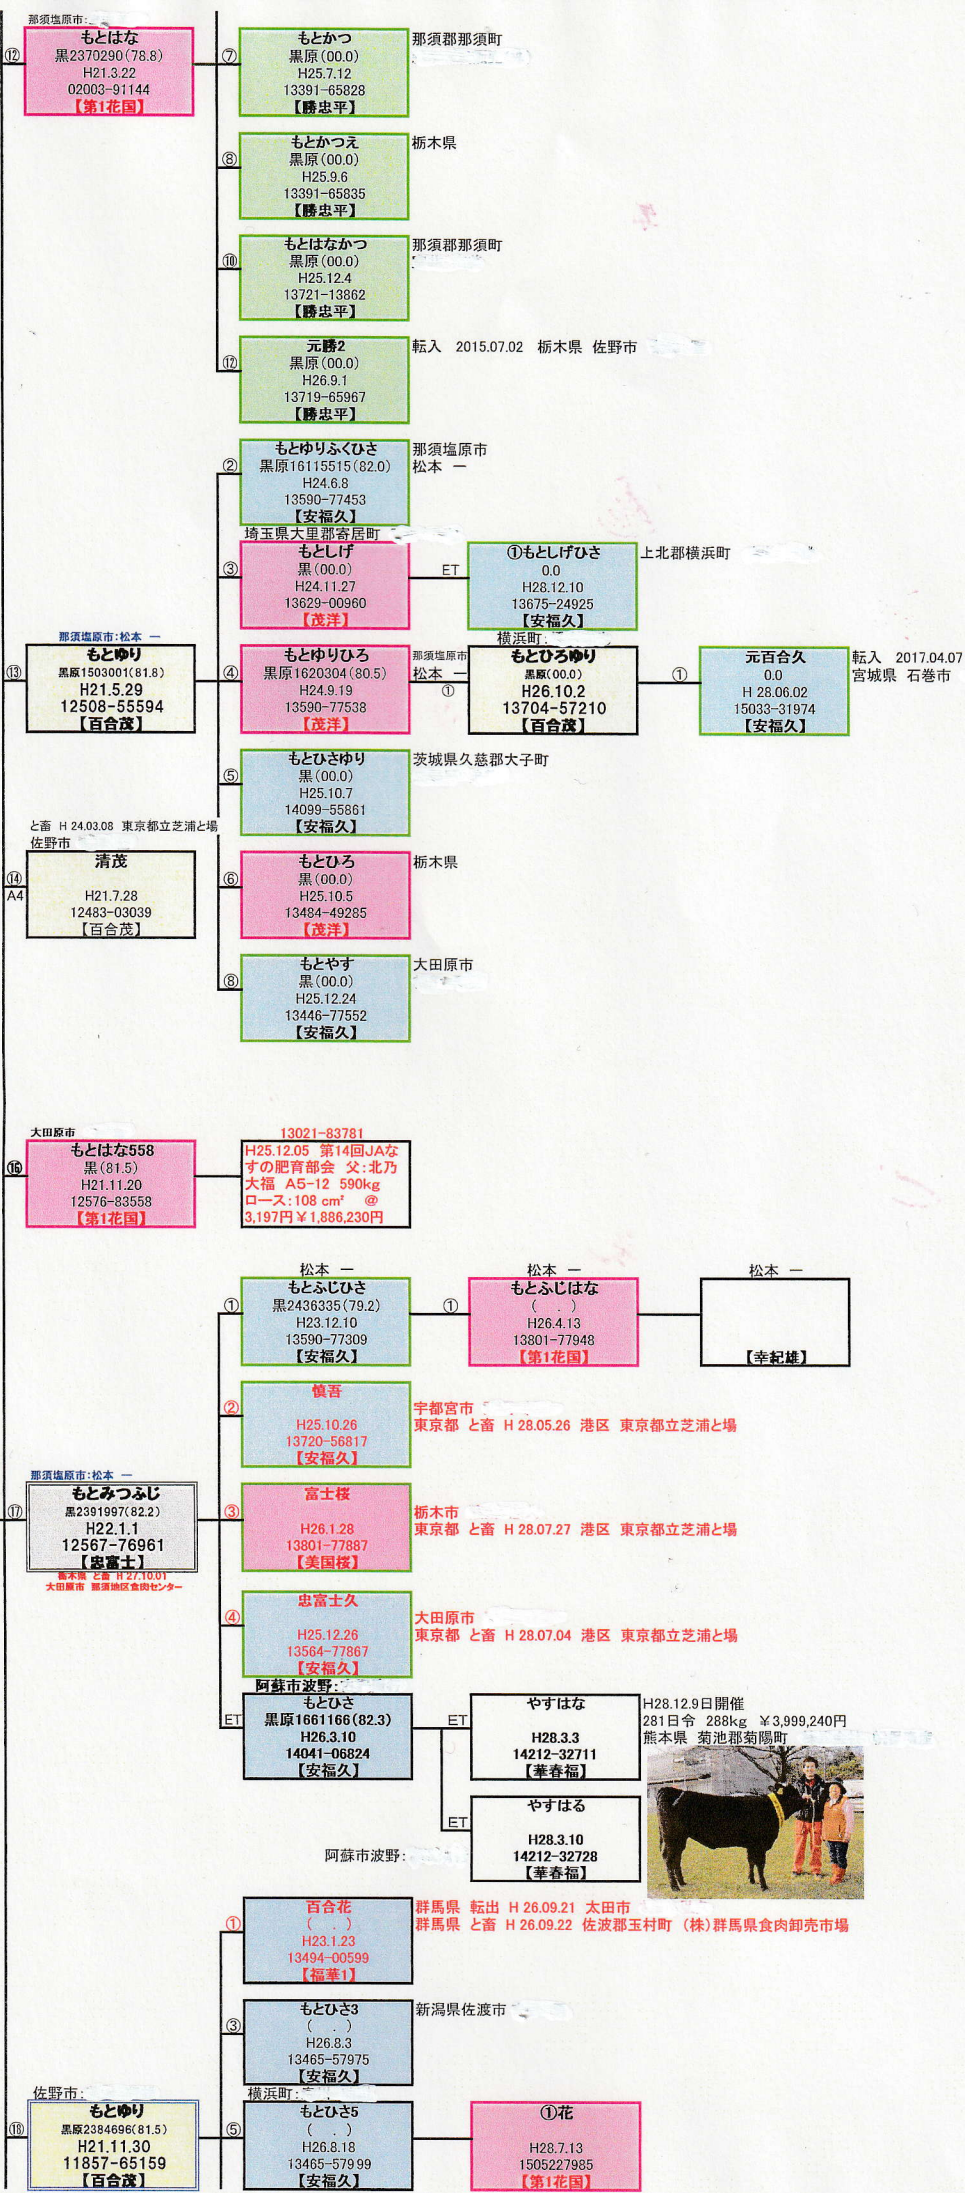 那須塩原市:
⑫
もとはな
黒2370290(78.8)
H21.3.22
02003-91144
【第1花国】
⑦
もとかつ
黒原(00.0)
H25.7.12
13391-65828
【勝忠平】
那須郡那須町
⑧
もとかつえ
黒原(00.0)
H25.9.6
13391-65835
【勝忠平】
栃木県
⑩
もとはなかつ
黒原(00.0)
H25.12.4
13721-13862
【勝忠平】
那須郡那須町
⑫
元勝2
黒原(00.0)
H26.9.1
13719-65967
【勝忠平】
転入 2015.07.02 栃木県 佐野市
②
もとゆりふくひさ
黒原16115515(82.0)
H24.6.8
13590-77453
【安福久】
那須塩原市
松本 一
埼玉県大里郡寄居町
③
もとしげ
黒(00.0)
H24.11.27
13629-00960
【茂洋】
ET
①もとしげひさ
0.0
H28.12.10
13675-24925
【安福久】
上北郡横浜町
那須塩原市:松本 一
⑬
もとゆり
黒原1503001(81.8)
H21.5.29
12508-55594
【百合茂】
④
もとゆりひろ
黒原1620304(80.5)
H24.9.19
13590-77538
【茂洋】
那須塩原市
松本 一
①
横浜町:
もとひろゆり
黒原(00.0)
H26.10.2
13704-57210
【百合茂】
①
元百合久
0.0
H 28.06.02
15033-31974
【安福久】
転入 2017.04.07
宮城県 石巻市
⑤
もとひさゆり
黒(00.0)
H25.10.7
14099-55861
【安福久】
茨城県久慈郡大子町
と畜 H 24.03.08 東京都立芝浦と場
佐野市
⑭
A4
清茂
H21.7.28
12483-03039
【百合茂】
⑥
もとひろ
黒(00.0)
H25.10.5
13484-49285
【茂洋】
栃木県
⑧
もとやす
黒(00.0)
H25.12.24
13446-77552
【安福久】
大田原市
大田原市
⑯
もとはな558
黒(81.5)
H21.11.20
12576-83558
【第1花国】
13021-83781
H25.12.05 第14回JAな
すの肥育部会 父:北乃
大福 A5-12 590kg
ロース:108 c㎡ @
3,197円￥1,886,230円
松本 一
①
もとふじひさ
黒2436335(79.2)
H23.12.10
13590-77309
【安福久】
松本 一
①
もとふじはな
( . )
H26.4.13
13801-77948
【第1花国】
松本 一
【幸紀雄】
②
慎吾
H25.10.26
13720-56817
【安福久】
宇都宮市
東京都 と畜 H 28.05.26 港区 東京都立芝浦と場
那須塩原市:松本 一
⑰
もとみつふじ
黒2391997(82.2)
H22.1.1
12567-76961
【忠富士】
栃木県 と畜 H 27.10.01
大田原市 那須地区食肉センター
③
富士桜
H26.1.28
13801-77887
【美国桜】
栃木市
東京都 と畜 H 28.07.27 港区 東京都立芝浦と場
④
忠富士久
H25.12.26
13564-77867
【安福久】
大田原市
東京都 と畜 H 28.07.04 港区 東京都立芝浦と場
阿蘇市波野:
ET
もとひさ
黒原1661166(82.3)
H26.3.10
14041-06824
【安福久】
ET
やすはな
H28.3.3
14212-32711
【華春福】
H28.12.9日開催
281日令 288kg ￥3,999,240円
熊本県 菊池郡菊陽町
ET
やすはる
H28.3.10
14212-32728
【華春福】
阿蘇市波野:
①
百合花
( . )
H23.1.23
13494-00599
【福華1】
群馬県 転出 H 26.09.21 太田市
群馬県 と畜 H 26.09.22 佐波郡玉村町 (株)群馬県食肉卸売市場
③
もとひさ3
( . )
H26.8.3
13465-57975
【安福久】
新潟県佐渡市
佐野市:
⑱
もとゆり
黒原2384696(81.5)
H21.11.30
11857-65159
【百合茂】
横浜町:
⑤
もとひさ5
( . )
H26.8.18
13465-57999
【安福久】
①花
H28.7.13
1505227985
【第1花国】